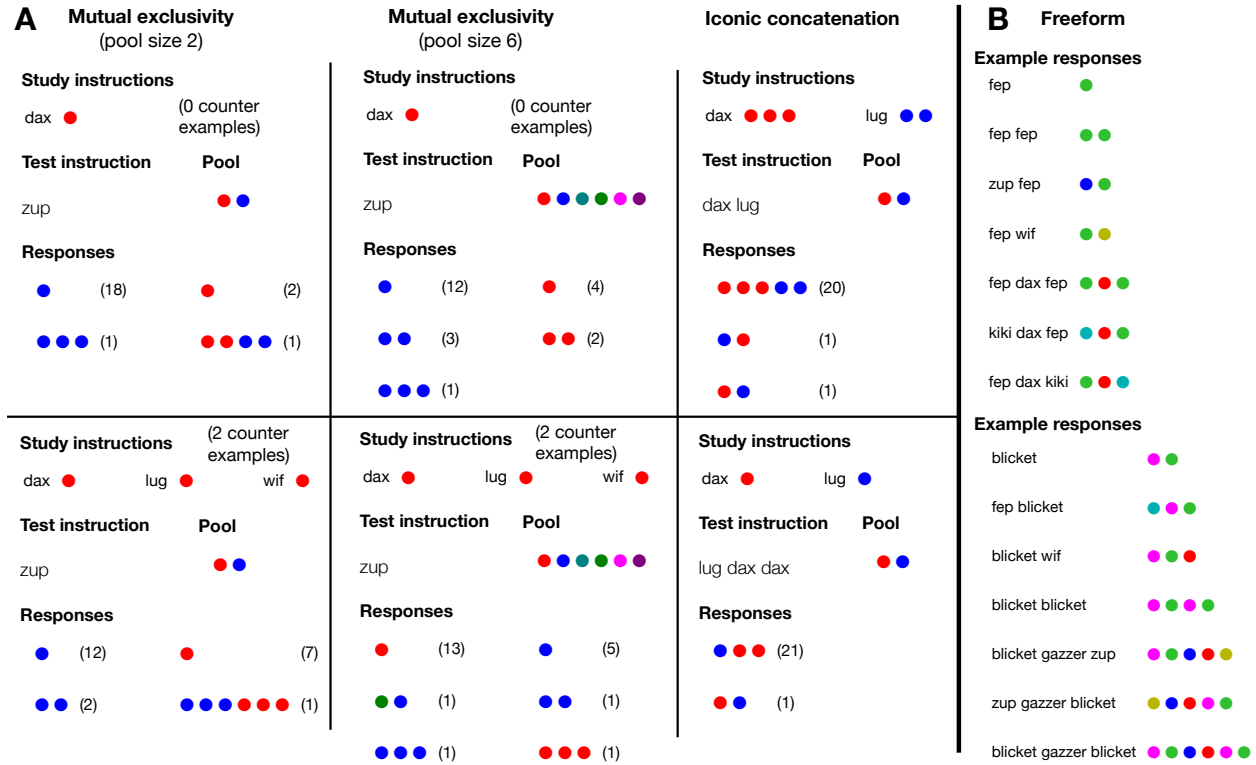 A
Mutual exclusivity
(pool size 2)
Study instructions
dax
(0 counter
examples)
Test instruction
Pool
zup
Responses
(18)
(2)
(1)
(1)
Mutual exclusivity
(pool size 6)
Study instructions
dax
(0 counter
examples)
Test instruction
Pool
zup
Responses
(12)
(4)
(3)
(2)
(1)
Iconic concatenation
Study instructions
dax
lug
Test instruction
Pool
dax lug
Responses
(20)
(1)
(1)
Study instructions
(2 counter
examples)
dax
lug
wif
Test instruction
Pool
zup
Responses
(12)
(7)
(2)
(1)
Study instructions
(2 counter
examples)
dax
lug
wif
Test instruction
Pool
zup
Responses
(13)
(5)
(1)
(1)
(1)
(1)
Study instructions
dax
lug
Test instruction
Pool
lug dax dax
Responses
(21)
(1)
B
Freeform
Example responses
fep
fep fep
zup fep
fep wif
fep dax fep
kiki dax fep
fep dax kiki
Example responses
blicket
fep blicket
blicket wif
blicket blicket
blicket gazzer zup
zup gazzer blicket
blicket gazzer blicket